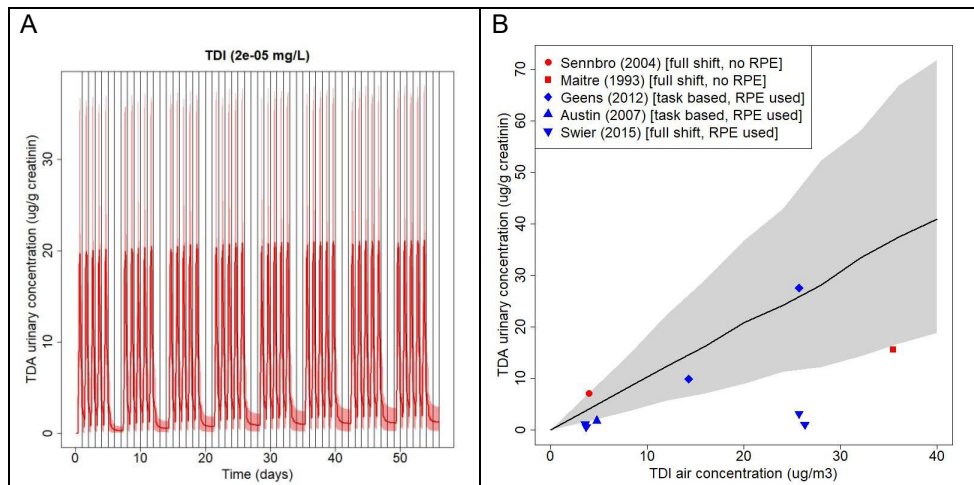 A
TDI (2e-05 mg/L)
TDA urinary concentration (ug/g creatinin)
0
10
20
30
0
10
20
30
40
50
Time (days)
B
Sennbro (2004) [full shift, no RPE]
Maitre (1993) [full shift, no RPE]
Geens (2012) [task based, RPE used]
Austin (2007) [task based, RPE used]
Swier (2015) [full shift, RPE used]
TDA urinary concentration (ug/g creatinin)
0
10
20
30
40
50
60
70
0
10
20
30
40
TDI air concentration (ug/m3)